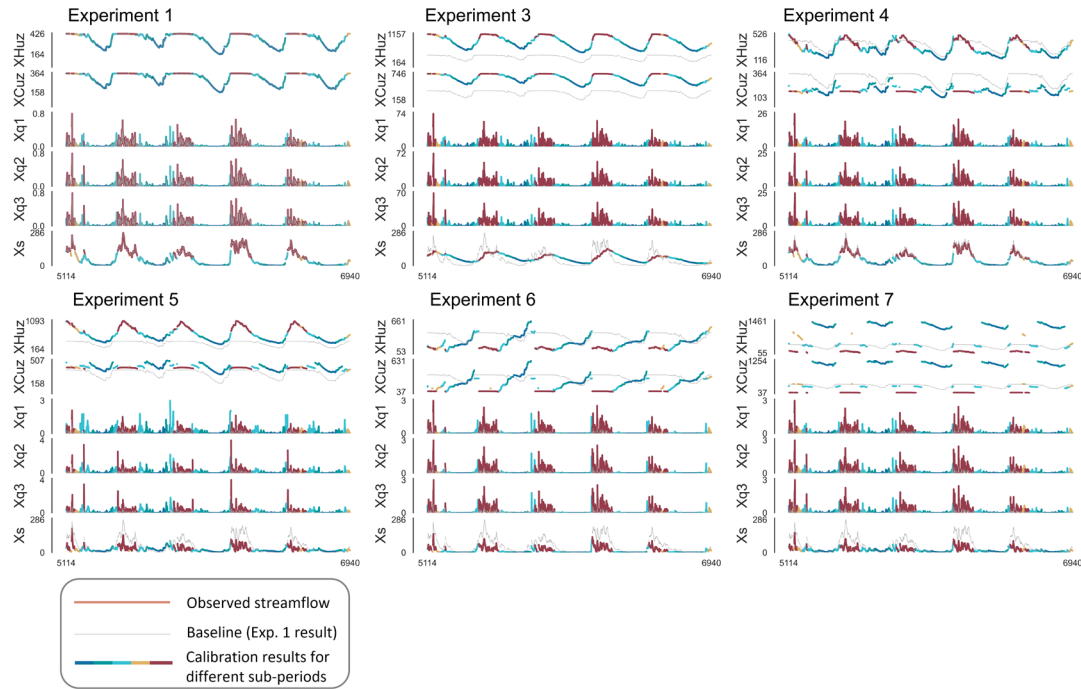 Experiment 1
426
XHuz
164
364
XCuz
158
0.8
Xq1
0.0
0.8
Xq2
0.0
0.8
Xq3
0.0
286
Xs
0
5114
6940
Experiment 3
1157
XHuz
164
746
XCuz
158
74
Xq1
0
72
Xq2
0
70
Xq3
0
286
Xs
0
5114
6940
Experiment 4
526
XHuz
116
364
XCuz
103
26
Xq1
0
25
Xq2
0
25
Xq3
0
286
Xs
0
5114
6940
Experiment 5
1093
XHuz
164
507
XCuz
158
3
Xq1
0
4
Xq2
0
4
Xq3
0
286
Xs
0
5114
6940
Experiment 6
661
XHuz
53
631
XCuz
37
3
Xq1
0
3
Xq2
0
3
Xq3
0
286
Xs
0
5114
6940
Experiment 7
1461
XHuz
55
1254
XCuz
37
3
Xq1
0
3
Xq2
0
3
Xq3
0
286
Xs
0
5114
6940
Observed streamflow
Baseline (Exp. 1 result)
Calibration results for
different sub-periods